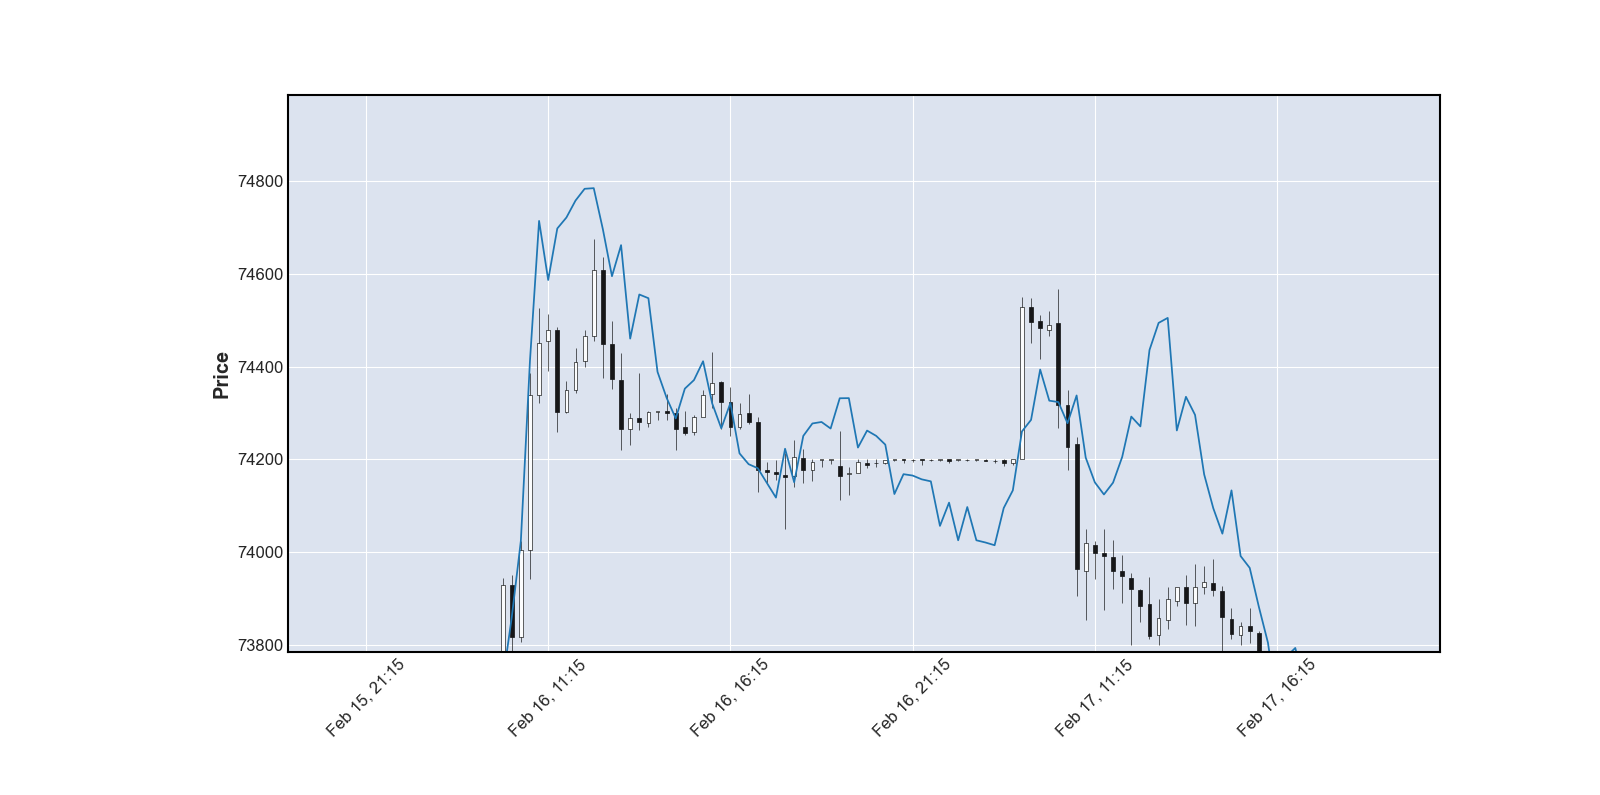 74800
74600
74400
74200
74000
73800
Price
Feb 15, 21:15
Feb 16, 11:15
Feb 16, 16:15
Feb 16, 21:15
Feb 17, 11:15
Feb 17, 16:15